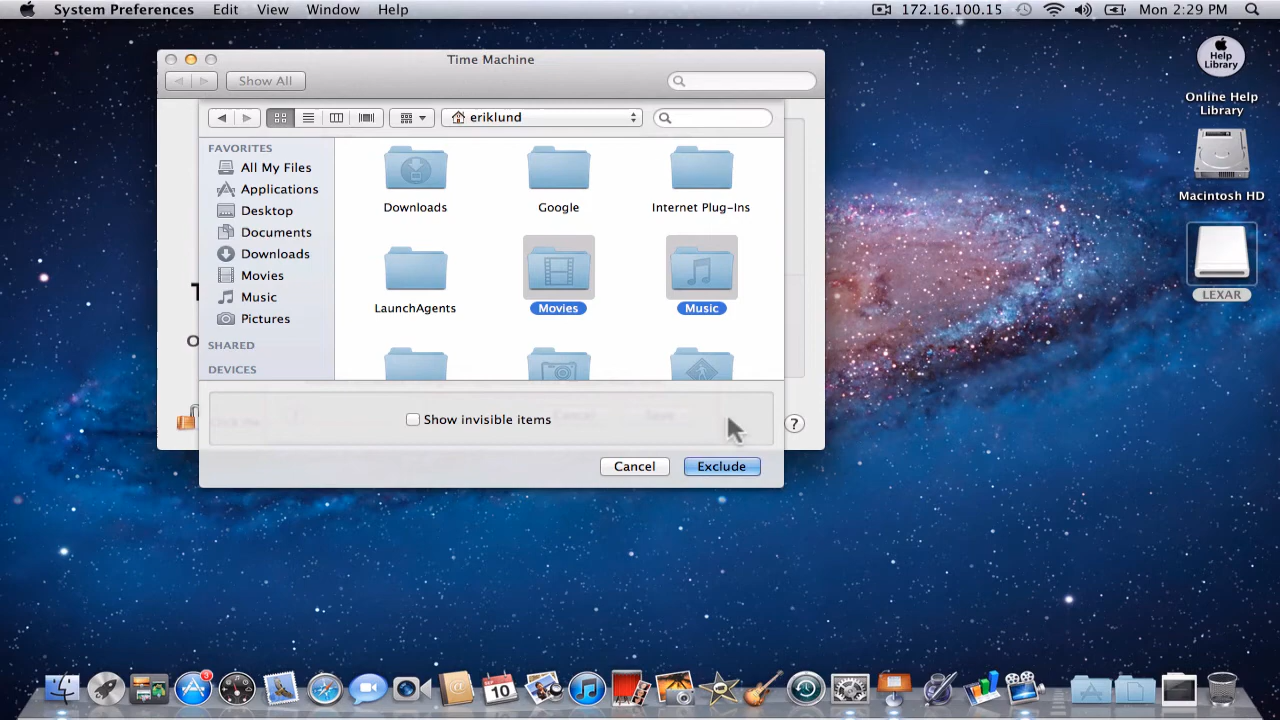 System Preferences Edit View Window Help 172.16.100.15 Mon 2:29 PM
Time Machine
Show All
eriklund
FAVORITES
All My Files
Applications
Desktop
Documents
Downloads
Movies
Music
Pictures
SHARED
DEVICES
Downloads Google Internet Plug-Ins
LaunchAgents Movies Music
Show invisible items
Cancel Exclude
?
Help
Library
Online Help
Library
Macintosh HD
LEXAR
3
10